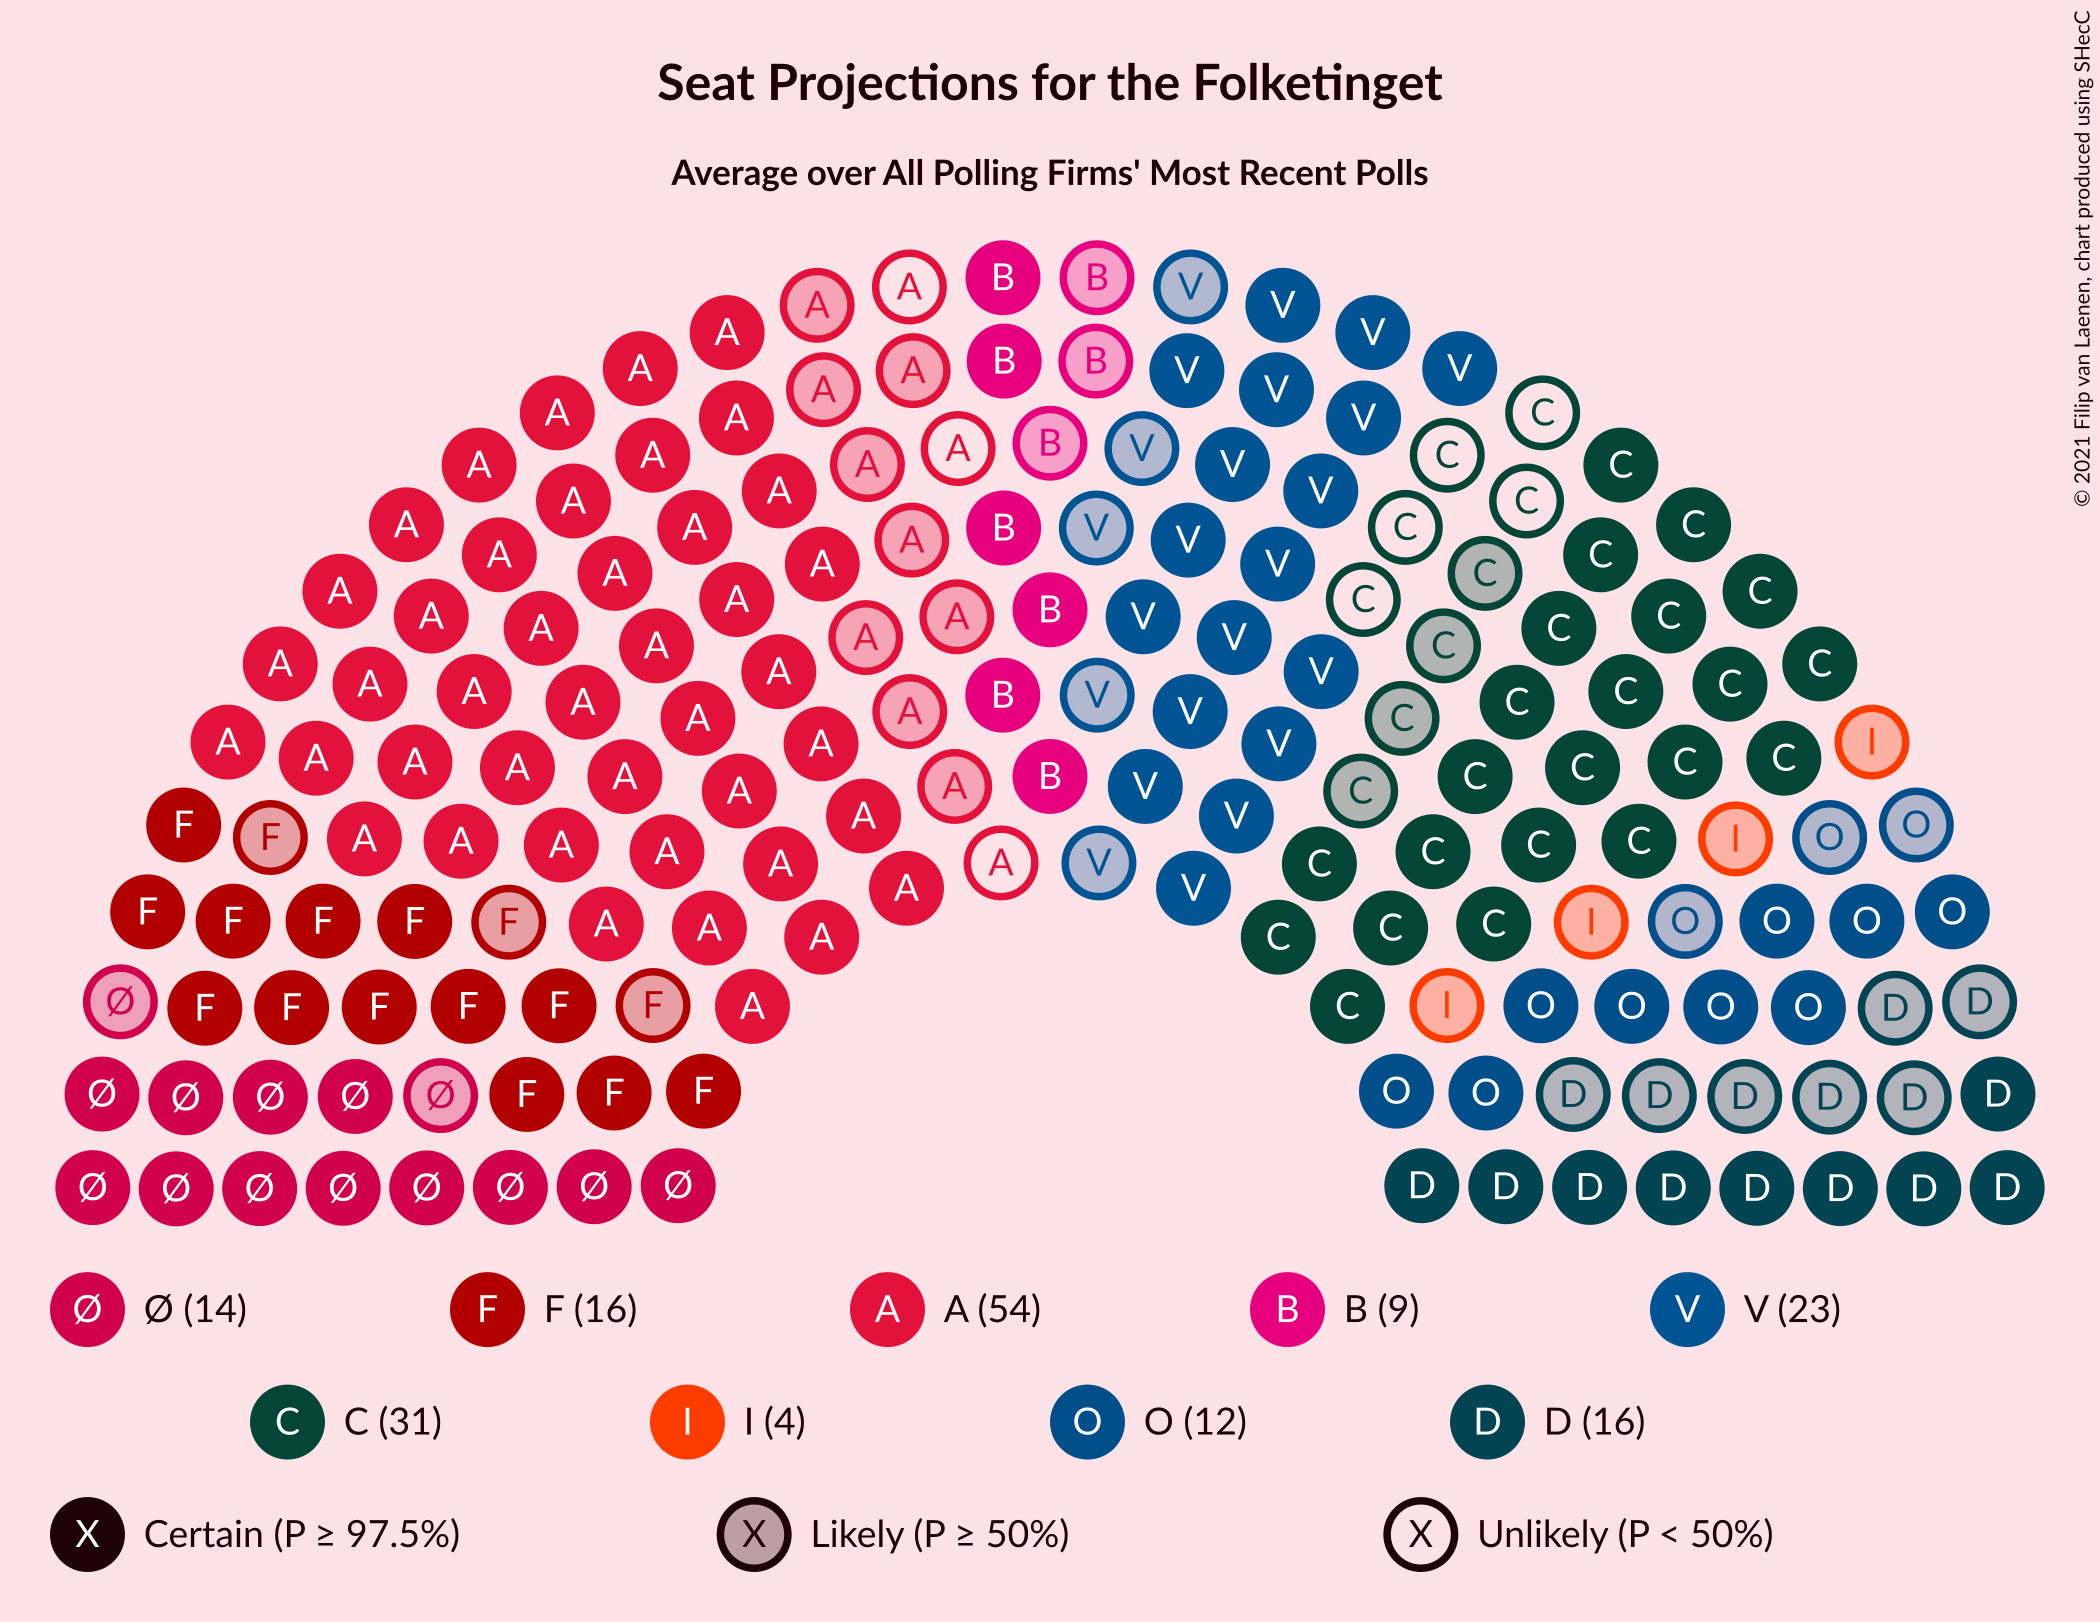 Seat Projections for the Folketinget
Average over All Polling Firms' Most Recent Polls
© 2021 Filip van Laenen, chart produced using SHecC
B B
A V
A V
A V
B B
A A V V
A V
A A V C
B
A V
A A A V C C
A A V C
A A B V C C
A V
A A A V C C
A A B C C
A A V C
A A A V C C
A A V C
A A B V C C
A A A V C C
A A V I
A A A A B C C C C
A A V C
F A V O
F A A A A A A V C C C C I O
A V
F F F F F A A A C C C I O O O O
Ø F F F F F F A C I O O O O D D
Ø Ø Ø Ø Ø F F F O O D D D D D D
Ø Ø Ø Ø Ø Ø Ø Ø D D D D D D D D
Ø Ø (14) F F (16) A A (54) B B (9) V V (23)
C C (31) I I (4) O O (12) D D (16)
X Certain (P ≥ 97.5%) X Likely (P ≥ 50%) X Unlikely (P < 50%)